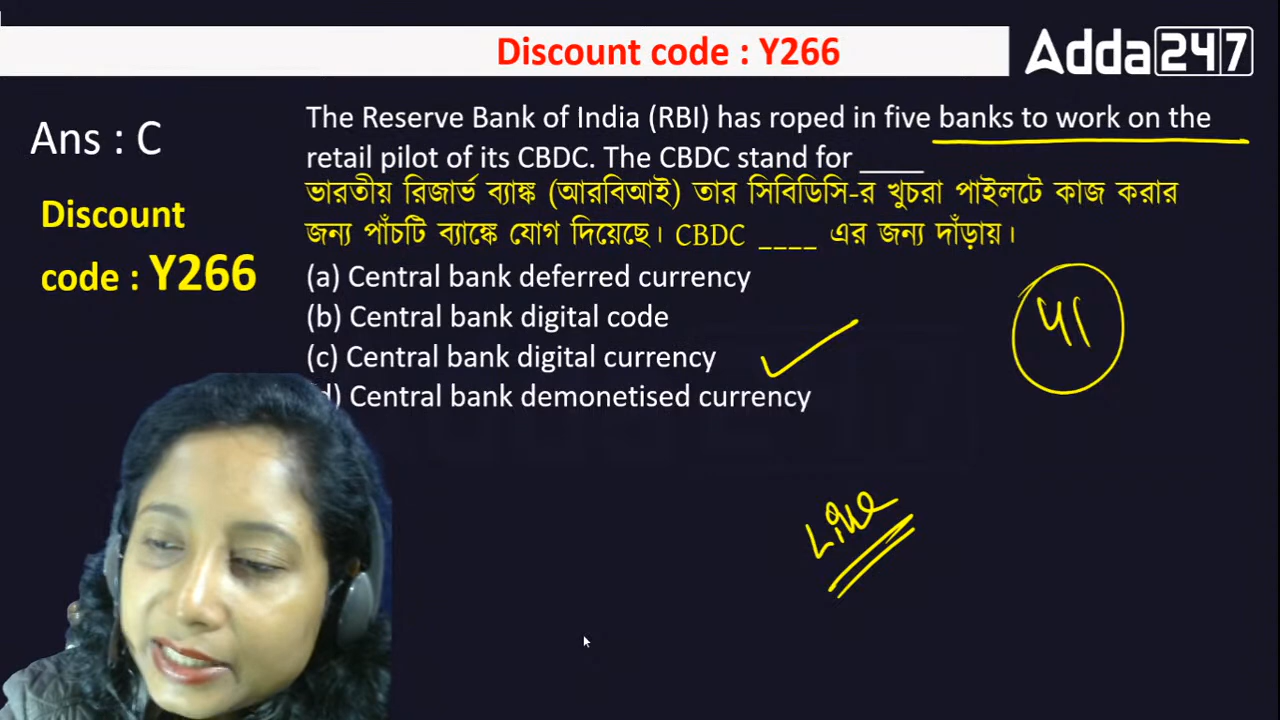 Discount code : Y266
Adda247
Ans : C
Discount
code : Y266
The Reserve Bank of India (RBI) has roped in five banks to work on the
retail pilot of its CBDC. The CBDC stand for ____
ভারতীয় রিজার্ভ ব্যাঙ্ক (আরবিআই) তার সিবিডিসি-র খুচরা পাইলটে কাজ করার
জন্য পাঁচটি ব্যাঙ্কে যোগ দিয়েছে। CBDC ____ এর জন্য দাঁড়ায়।
(a) Central bank deferred currency
(b) Central bank digital code
(c) Central bank digital currency
d) Central bank demonetised currency
Like